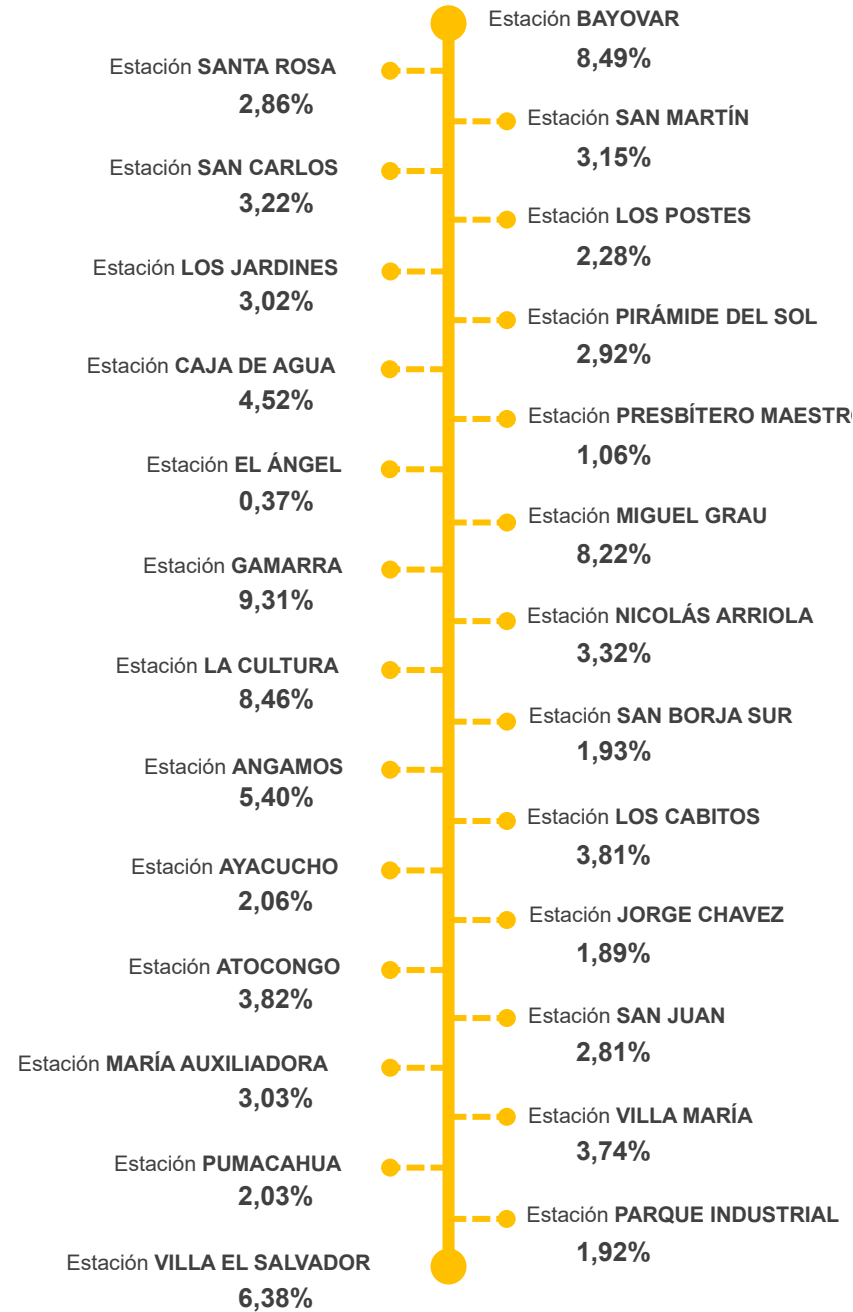 Estación BAYOVAR
8,49%
Estación SANTA ROSA
2,86%
Estación SAN MARTÍN
3,15%
Estación SAN CARLOS
3,22%
Estación LOS POSTES
2,28%
Estación LOS JARDINES
3,02%
Estación PIRÁMIDE DEL SOL
2,92%
Estación CAJA DE AGUA
4,52%
Estación PRESBÍTERO MAESTRO
1,06%
Estación EL ÁNGEL
0,37%
Estación MIGUEL GRAU
8,22%
Estación GAMARRA
9,31%
Estación NICOLÁS ARRIOLA
3,32%
Estación LA CULTURA
8,46%
Estación SAN BORJA SUR
1,93%
Estación ANGAMOS
5,40%
Estación LOS CABITOS
3,81%
Estación AYACUCHO
2,06%
Estación JORGE CHAVEZ
1,89%
Estación ATOCONGO
3,82%
Estación SAN JUAN
2,81%
Estación MARÍA AUXILIADORA
3,03%
Estación VILLA MARÍA
3,74%
Estación PUMACAHUA
2,03%
Estación PARQUE INDUSTRIAL
1,92%
Estación VILLA EL SALVADOR
6,38%